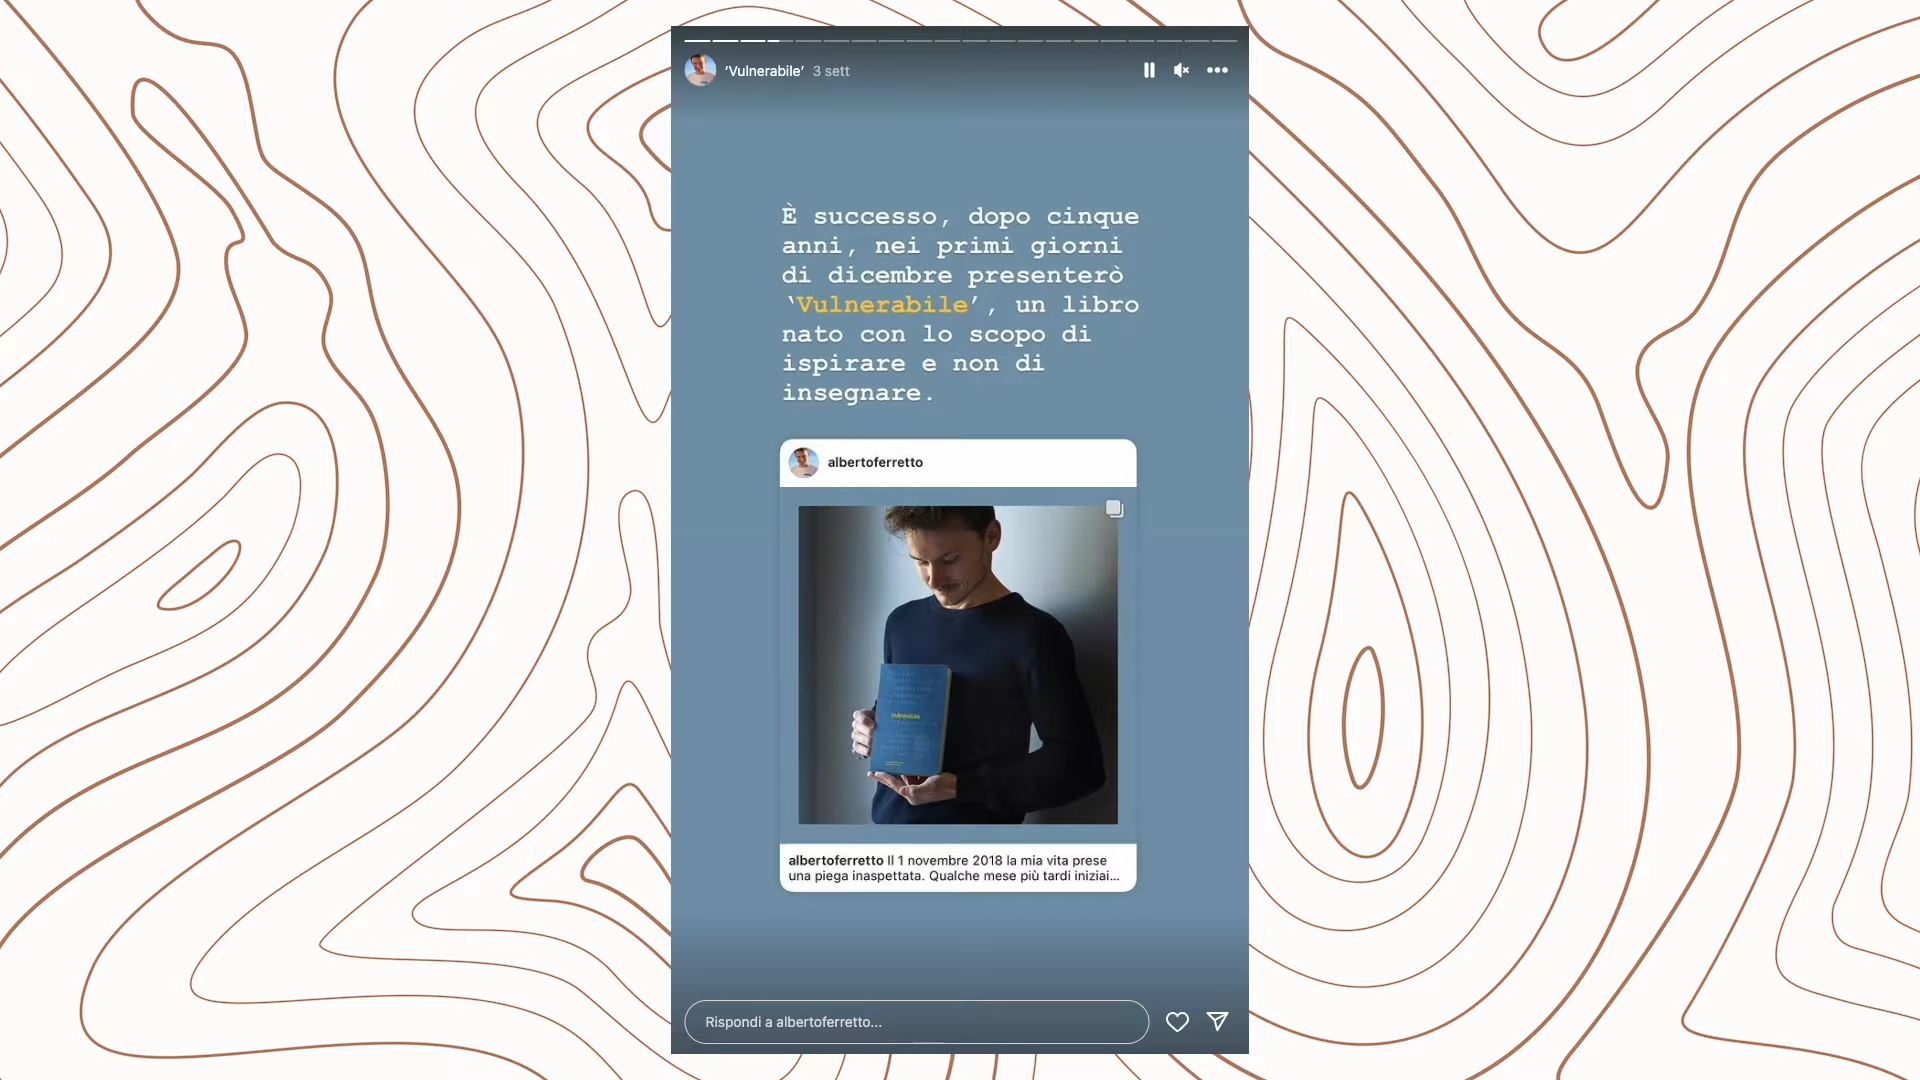 ‘Vulnerabile’ 3 sett
È successo, dopo cinque
anni, nei primi giorni
di dicembre presenterò
‘Vulnerabile’, un libro
nato con lo scopo di
ispirare e non di
insegnare.
albertoferretto
Vulnerabile
albertoferretto Il 1 novembre 2018 la mia vita prese
una piega inaspettata. Qualche mese più tardi iniziai...
Rispondi a albertoferretto...